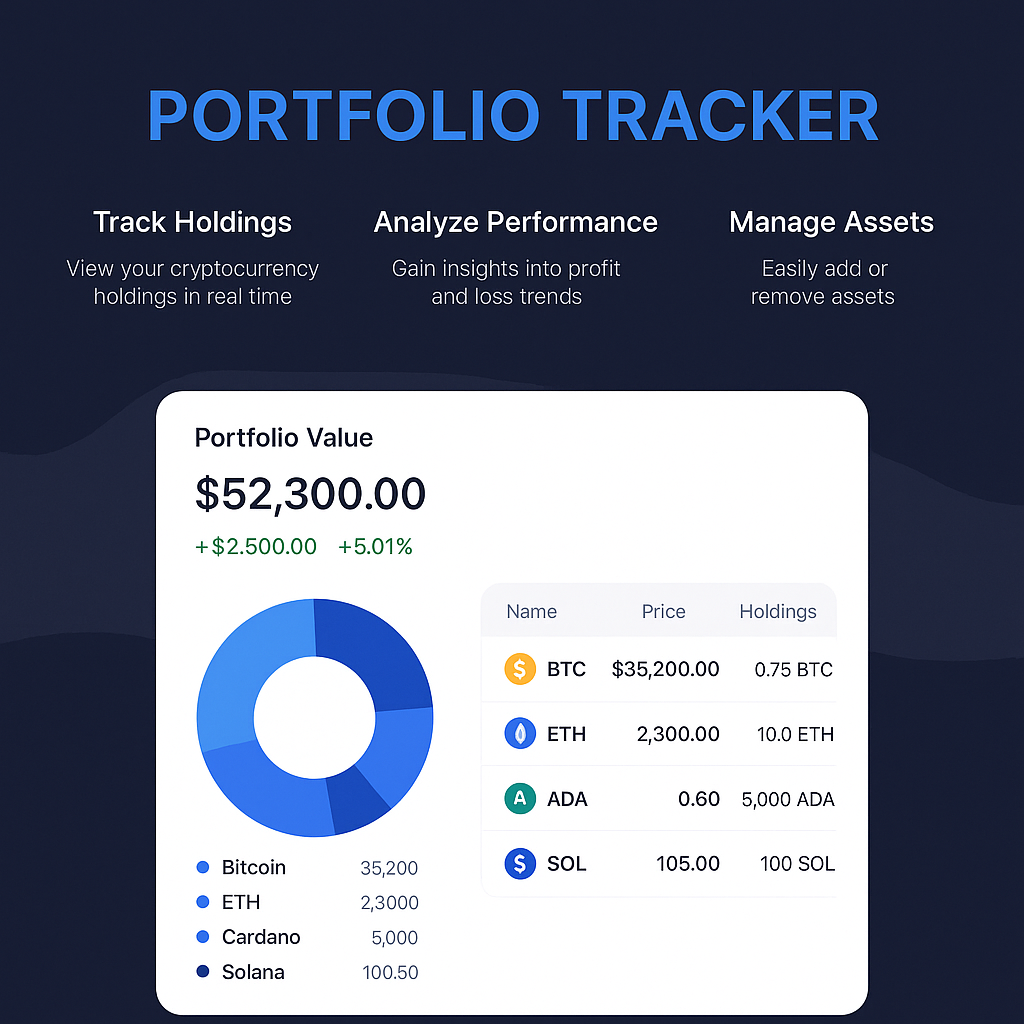 PORTFOLIO TRACKER
Track Holdings
View your cryptocurrency
holdings in real time
Analyze Performance
Gain insights into profit
and loss trends
Manage Assets
Easily add or
remove assets
Portfolio Value
$52,300.00
+$2.500.00 +5.01%
Bitcoin 35,200
ETH 2,3000
Cardano 5,000
Solana 100.50
Name Price Holdings
$ BTC $35,200.00 0.75 BTC
ETH 2,300.00 10.0 ETH
A ADA 0.60 5,000 ADA
$ SOL 105.00 100 SOL